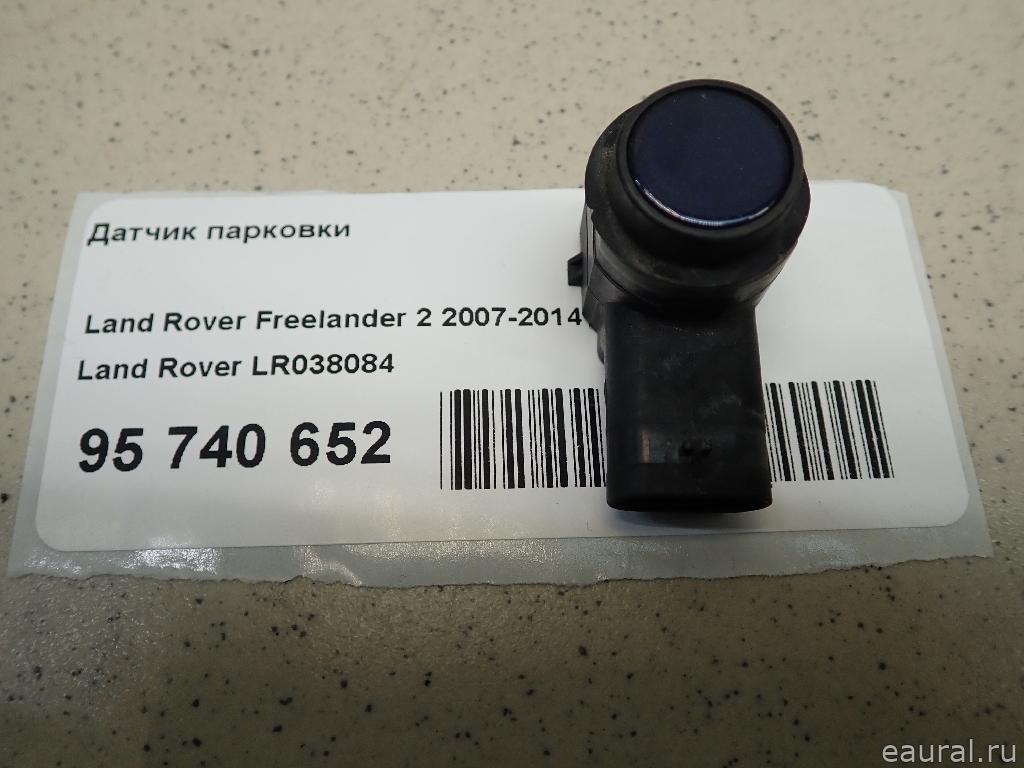 Датчик парковки
Land Rover Freelander 2 2007-2014
Land Rover LR038084
95 740 652
eaural.ru